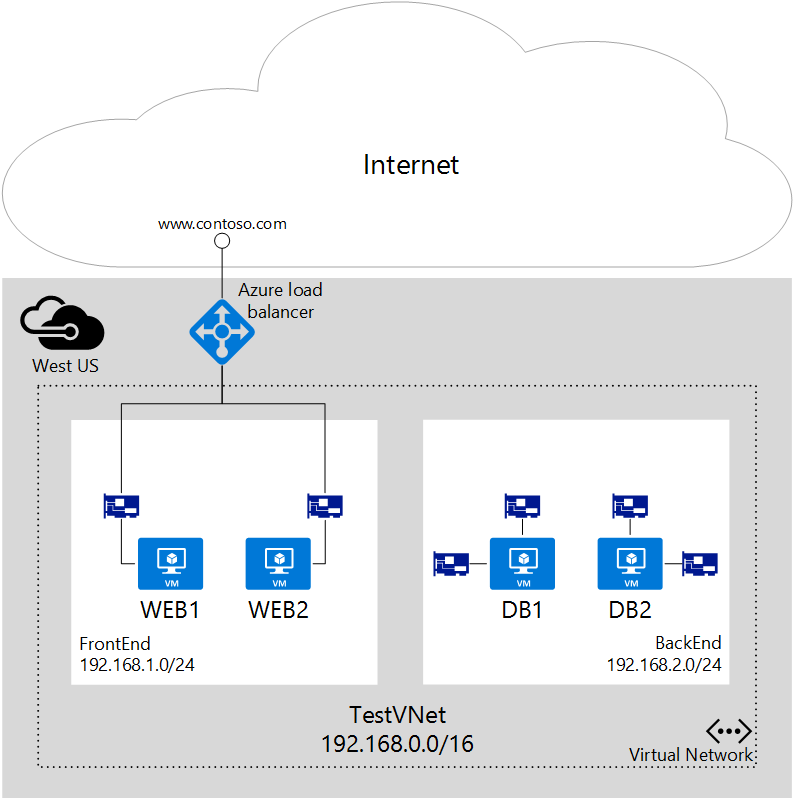 Internet
www.contoso.com
Azure load
balancer
West US
VM
VM
VM
VM
WEB1
WEB2
DB1
DB2
FrontEnd
192.168.1.0/24
BackEnd
192.168.2.0/24
TestVNet
192.168.0.0/16
Virtual Network